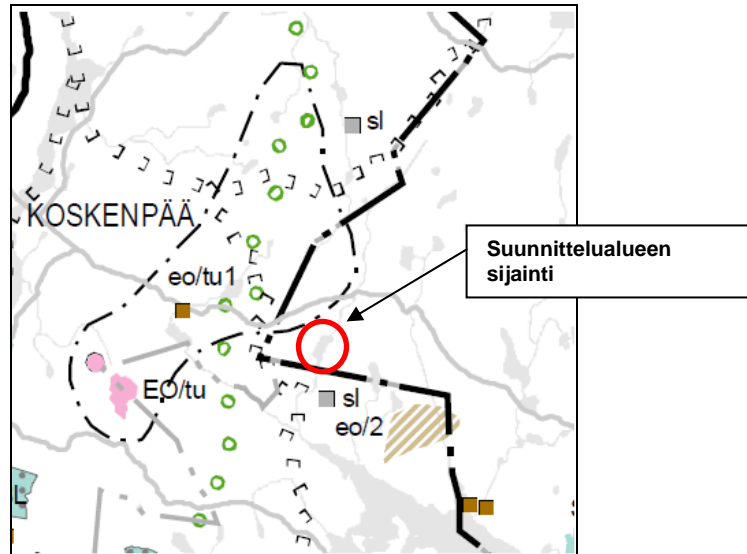 sl
KOSKENPÄÄ
Suunnittelualueen
sijainti
eo/tu1
EO/tu
sl
eo/2
L